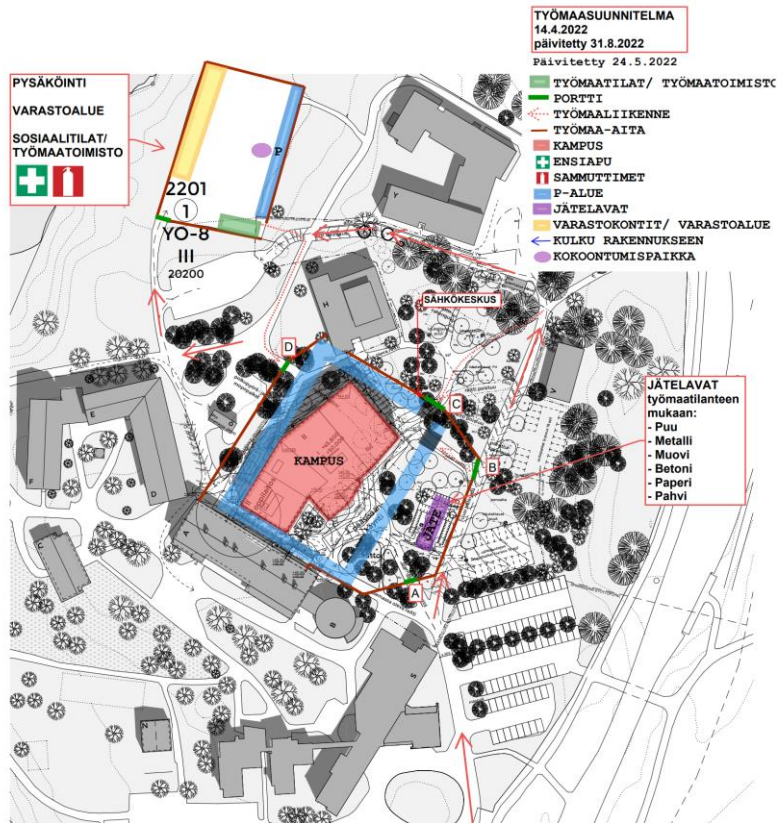 TYÖMAASUUNNITELMA
14.4.2022
päivitetty 31.8.2022
Päivitetty 24.5.2022
TYÖMAATILAT/ TYÖMAATOIMISTO
PORTTI
TYÖMAALIIKENNE
TYÖMAA-AITA
KAMPUS
ENSIAPU
SAMMUTTIMET
P-ALUE
JÄTELAVAT
VARASTOKONTIT/ VARASTOALUE
KULKU RAKENNUKSEEN
KOKOONTUMISPAIKKA
PYSÄKÖINTI
VARASTOALUE
SOSIAALITILAT/
TYÖMAATOIMISTO
P
2201
1
YO-8
III
20200
Y
H
SÄHKÖKESKUS
D
C
V
B
JÄTELAVAT
työmaatilanteen
mukaan:
- Puu
- Metalli
- Muovi
- Betoni
- Paperi
- Pahvi
KAMPUS
JÄTE
E
F
D
A
C
A
B
S
N